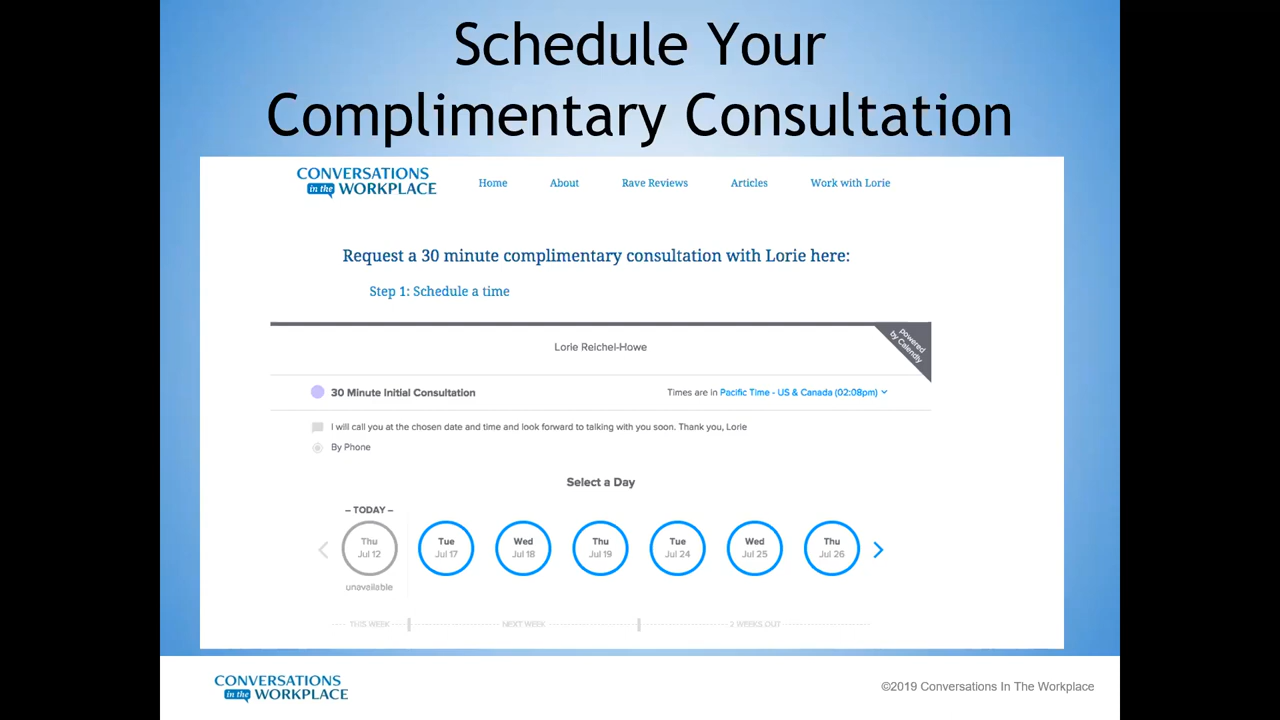 Schedule Your
Complimentary Consultation
CONVERSATIONS
in the WORKPLACE
Home About Rave Reviews Articles Work with Lorie
Request a 30 minute complimentary consultation with Lorie here:
Step 1: Schedule a time
powered
by Calendly
Lorie Reichel-Howe
30 Minute Initial Consultation Times are in Pacific Time - US & Canada (02:08pm)
I will call you at the chosen date and time and look forward to talking with you soon. Thank you, Lorie
By Phone
Select a Day
– TODAY –
Thu Tue Wed Thu Tue Wed Thu
Jul 12 Jul 17 Jul 18 Jul 19 Jul 24 Jul 25 Jul 26
unavailable
THIS WEEK NEXT WEEK 2 WEEKS OUT
CONVERSATIONS
in the WORKPLACE
©2019 Conversations In The Workplace